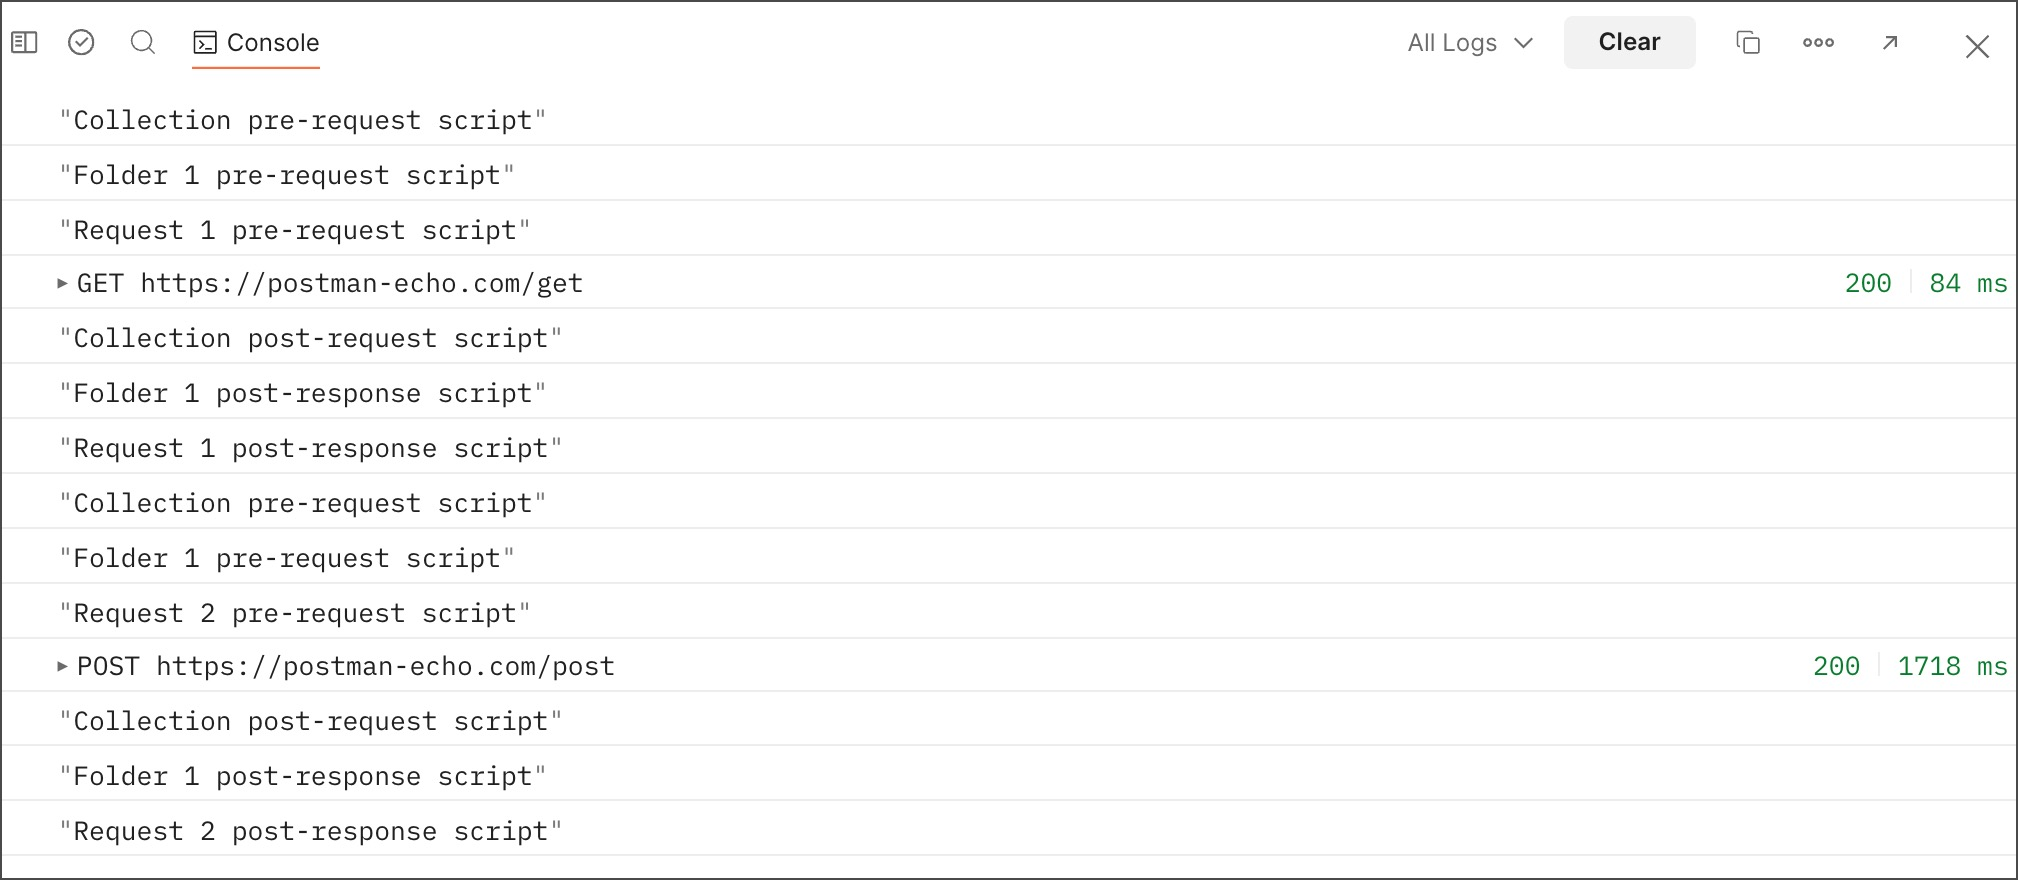 Console All Logs Clear
"Collection pre-request script"
"Folder 1 pre-request script"
"Request 1 pre-request script"
GET https://postman-echo.com/get 200 84 ms
"Collection post-request script"
"Folder 1 post-response script"
"Request 1 post-response script"
"Collection pre-request script"
"Folder 1 pre-request script"
"Request 2 pre-request script"
POST https://postman-echo.com/post 200 1718 ms
"Collection post-request script"
"Folder 1 post-response script"
"Request 2 post-response script"